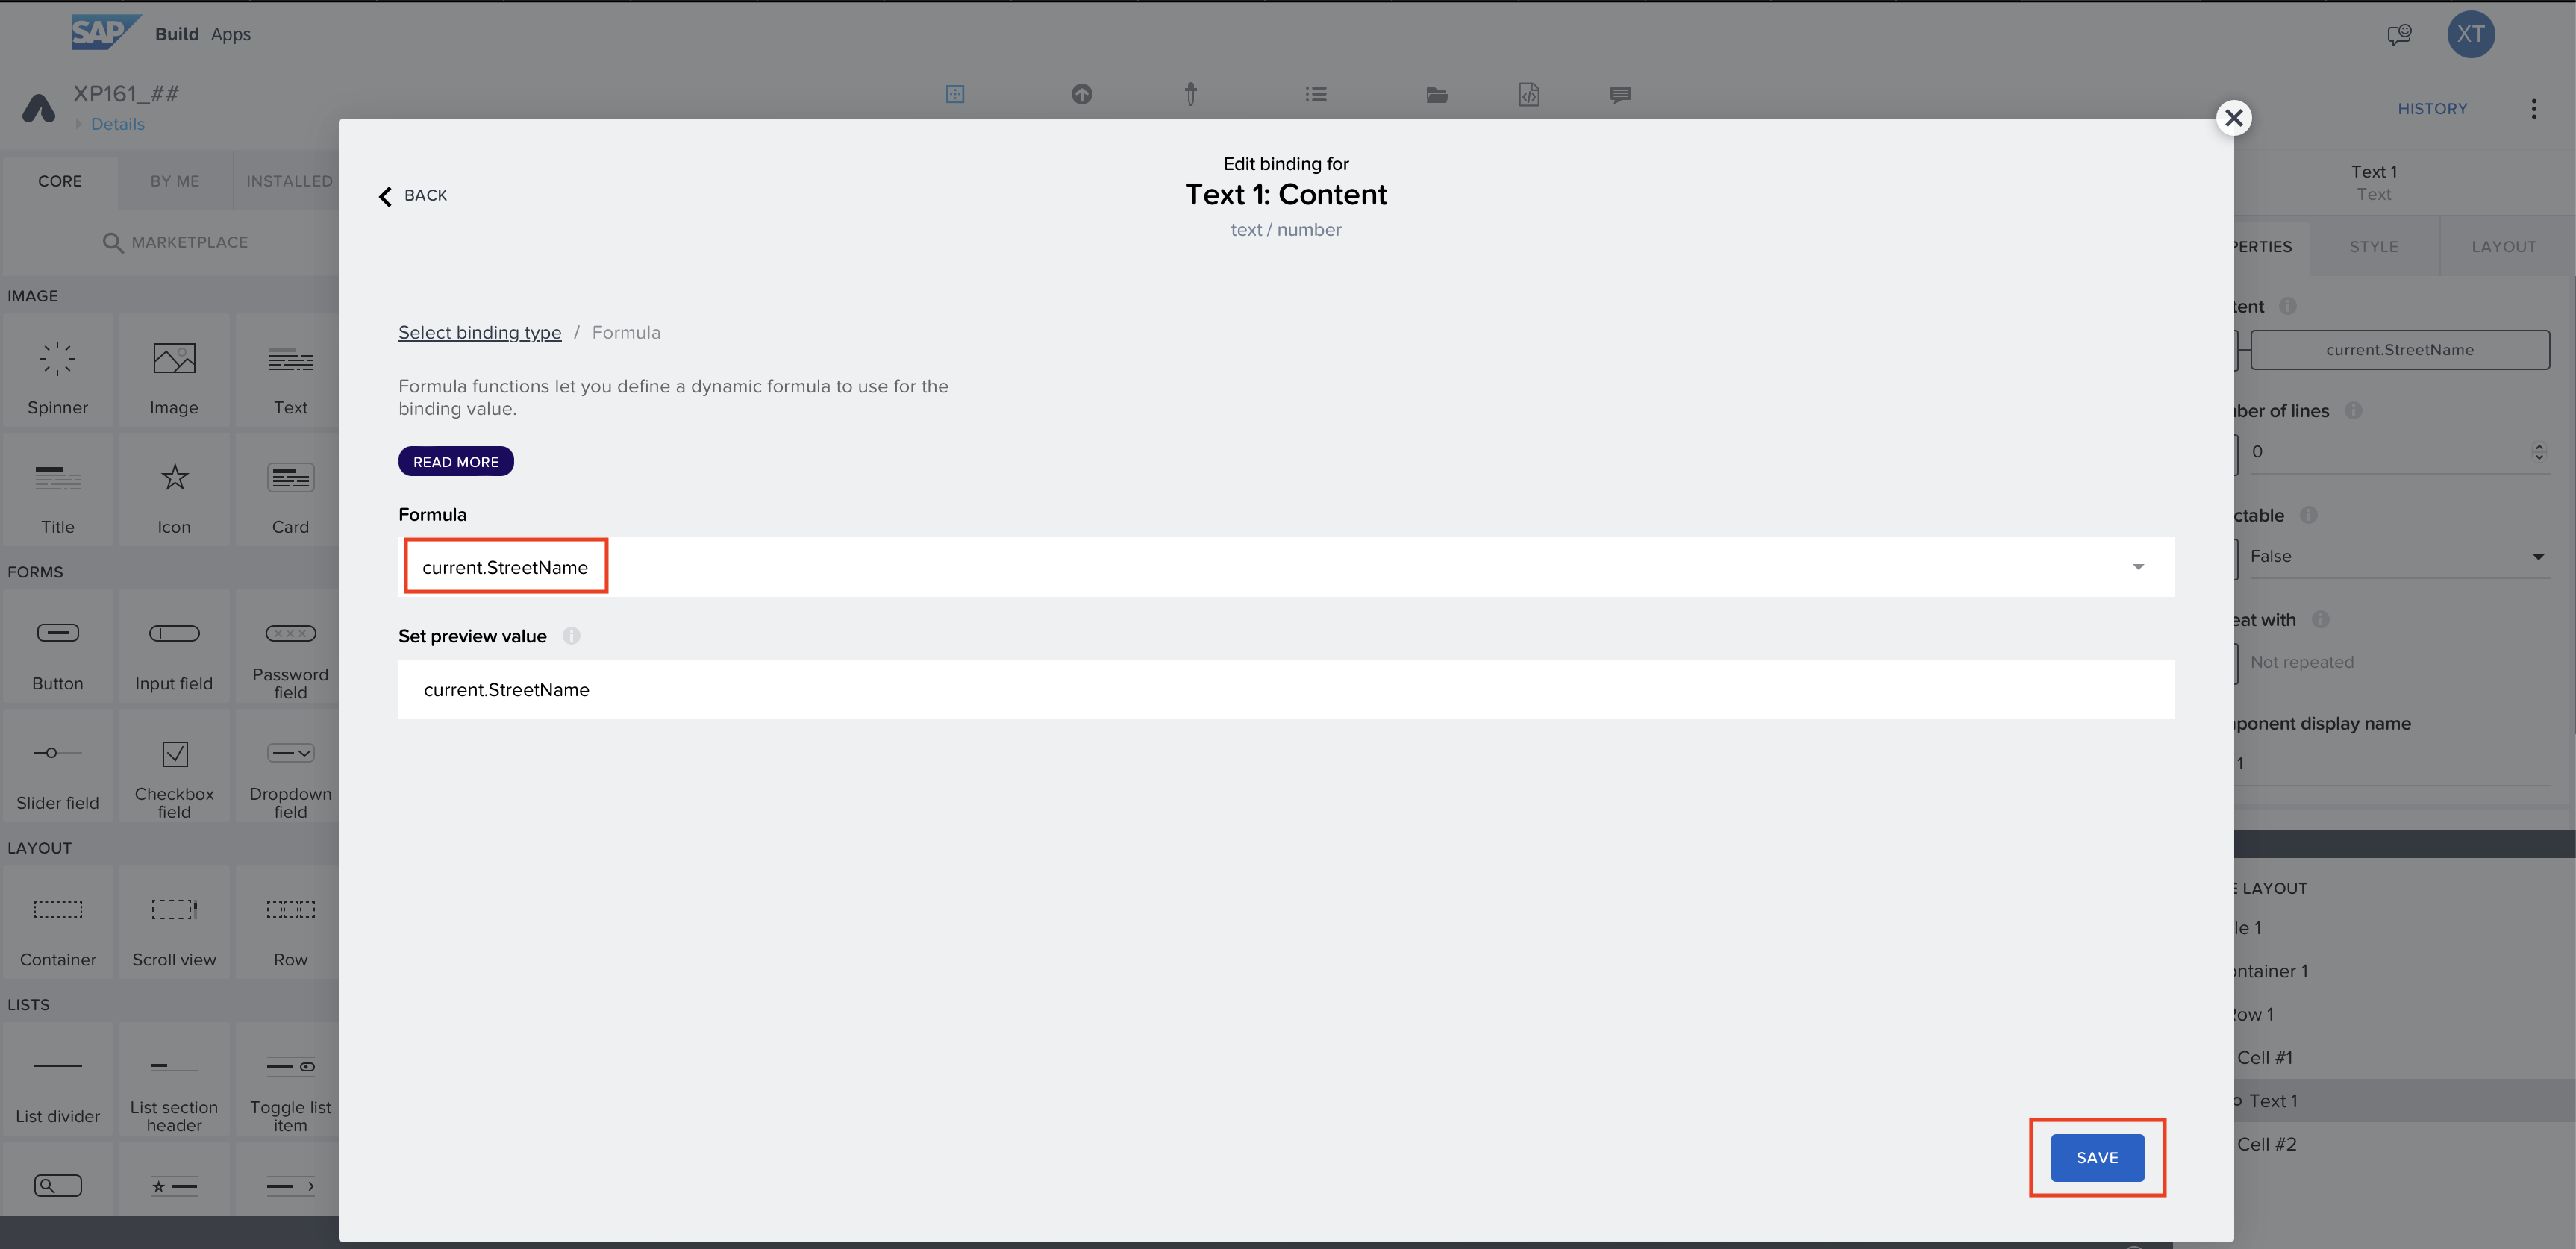 SAP Build Apps
XT
XP161_##
Details
HISTORY
CORE
BY ME
INSTALLED
MARKETPLACE
IMAGE
Spinner
Image
Text
Title
Icon
Card
FORMS
Button
Input field
Password
field
Slider field
Checkbox
field
Dropdown
field
LAYOUT
Container
Scroll view
Row
LISTS
List divider
List section
header
Toggle list
item
BACK
Edit binding for
Text 1: Content
text / number
Select binding type / Formula
Formula functions let you define a dynamic formula to use for the
binding value.
READ MORE
Formula
current.StreetName
Set preview value
current.StreetName
SAVE
Text 1
Text
PERTIES
STYLE
LAYOUT
tent
current.StreetName
ber of lines
0
ctable
False
eat with
Not repeated
ponent display name
1
E LAYOUT
le 1
ontainer 1
Row 1
Cell #1
Text 1
Cell #2